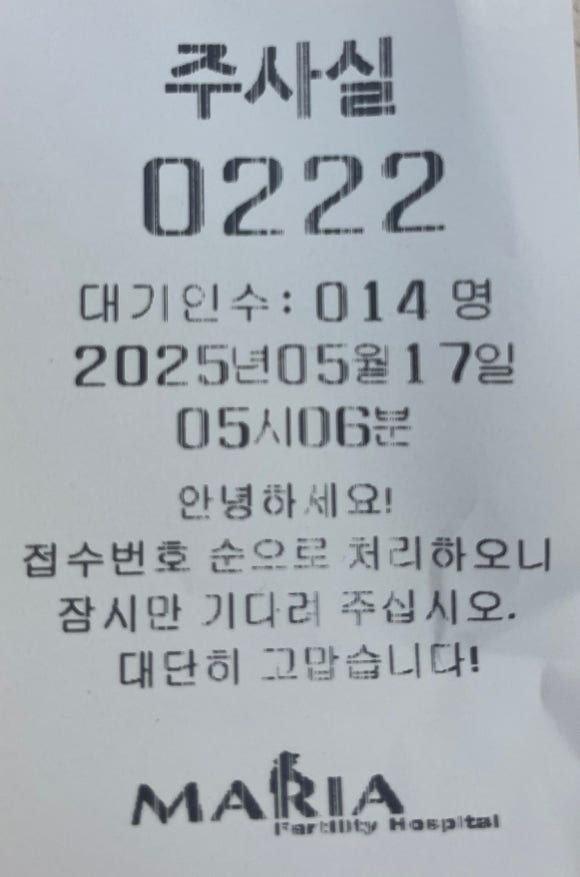 주사실
0222
대기인수: 014 명
2025년05월17일
05시06분
안녕하세요!
접수번호 순으로 처리하오니
잠시만 기다려 주십시오.
대단히 고맙습니다!
MARIA
Fertility Hospital